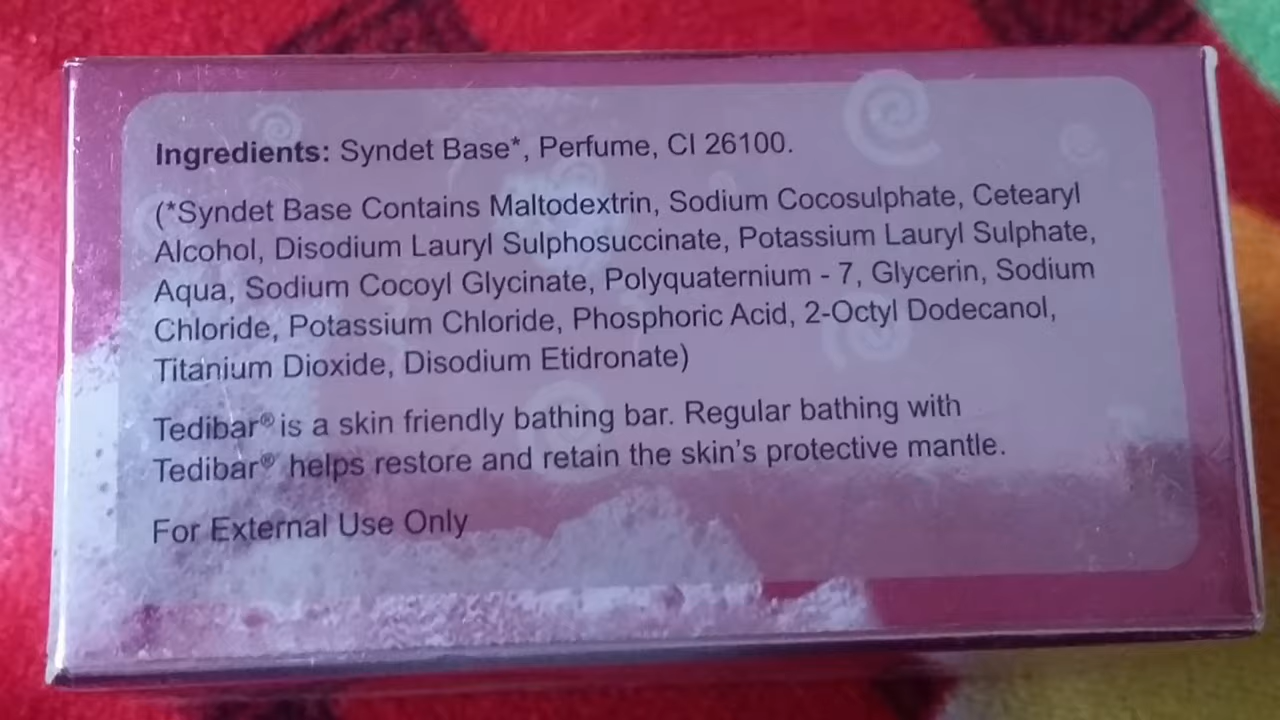 Ingredients: Syndet Base*, Perfume, CI 26100.
(*Syndet Base Contains Maltodextrin, Sodium Cocosulphate, Cetearyl
Alcohol, Disodium Lauryl Sulphosuccinate, Potassium Lauryl Sulphate,
Aqua, Sodium Cocoyl Glycinate, Polyquaternium - 7, Glycerin, Sodium
Chloride, Potassium Chloride, Phosphoric Acid, 2-Octyl Dodecanol,
Titanium Dioxide, Disodium Etidronate)
Tedibar® is a skin friendly bathing bar. Regular bathing with
Tedibar® helps restore and retain the skin's protective mantle.
For External Use Only